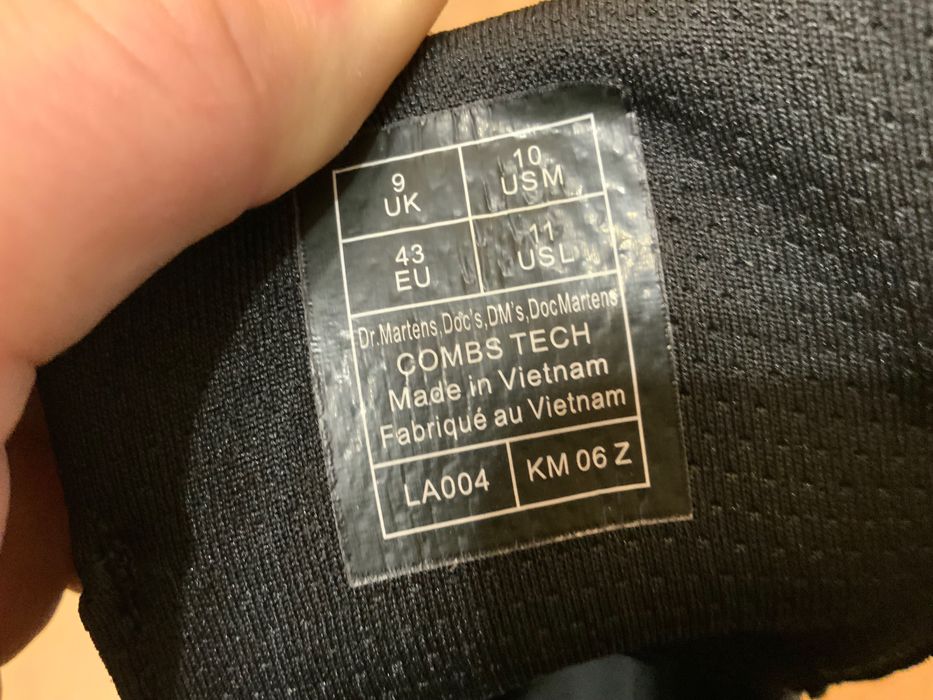 9
UK
10
USM
43
EU
11
USL
Dr.Martens,Doc's,DM's,DocMartens
COMBS TECH
Made in Vietnam
Fabriqué au Vietnam
LA004
KM 06 Z